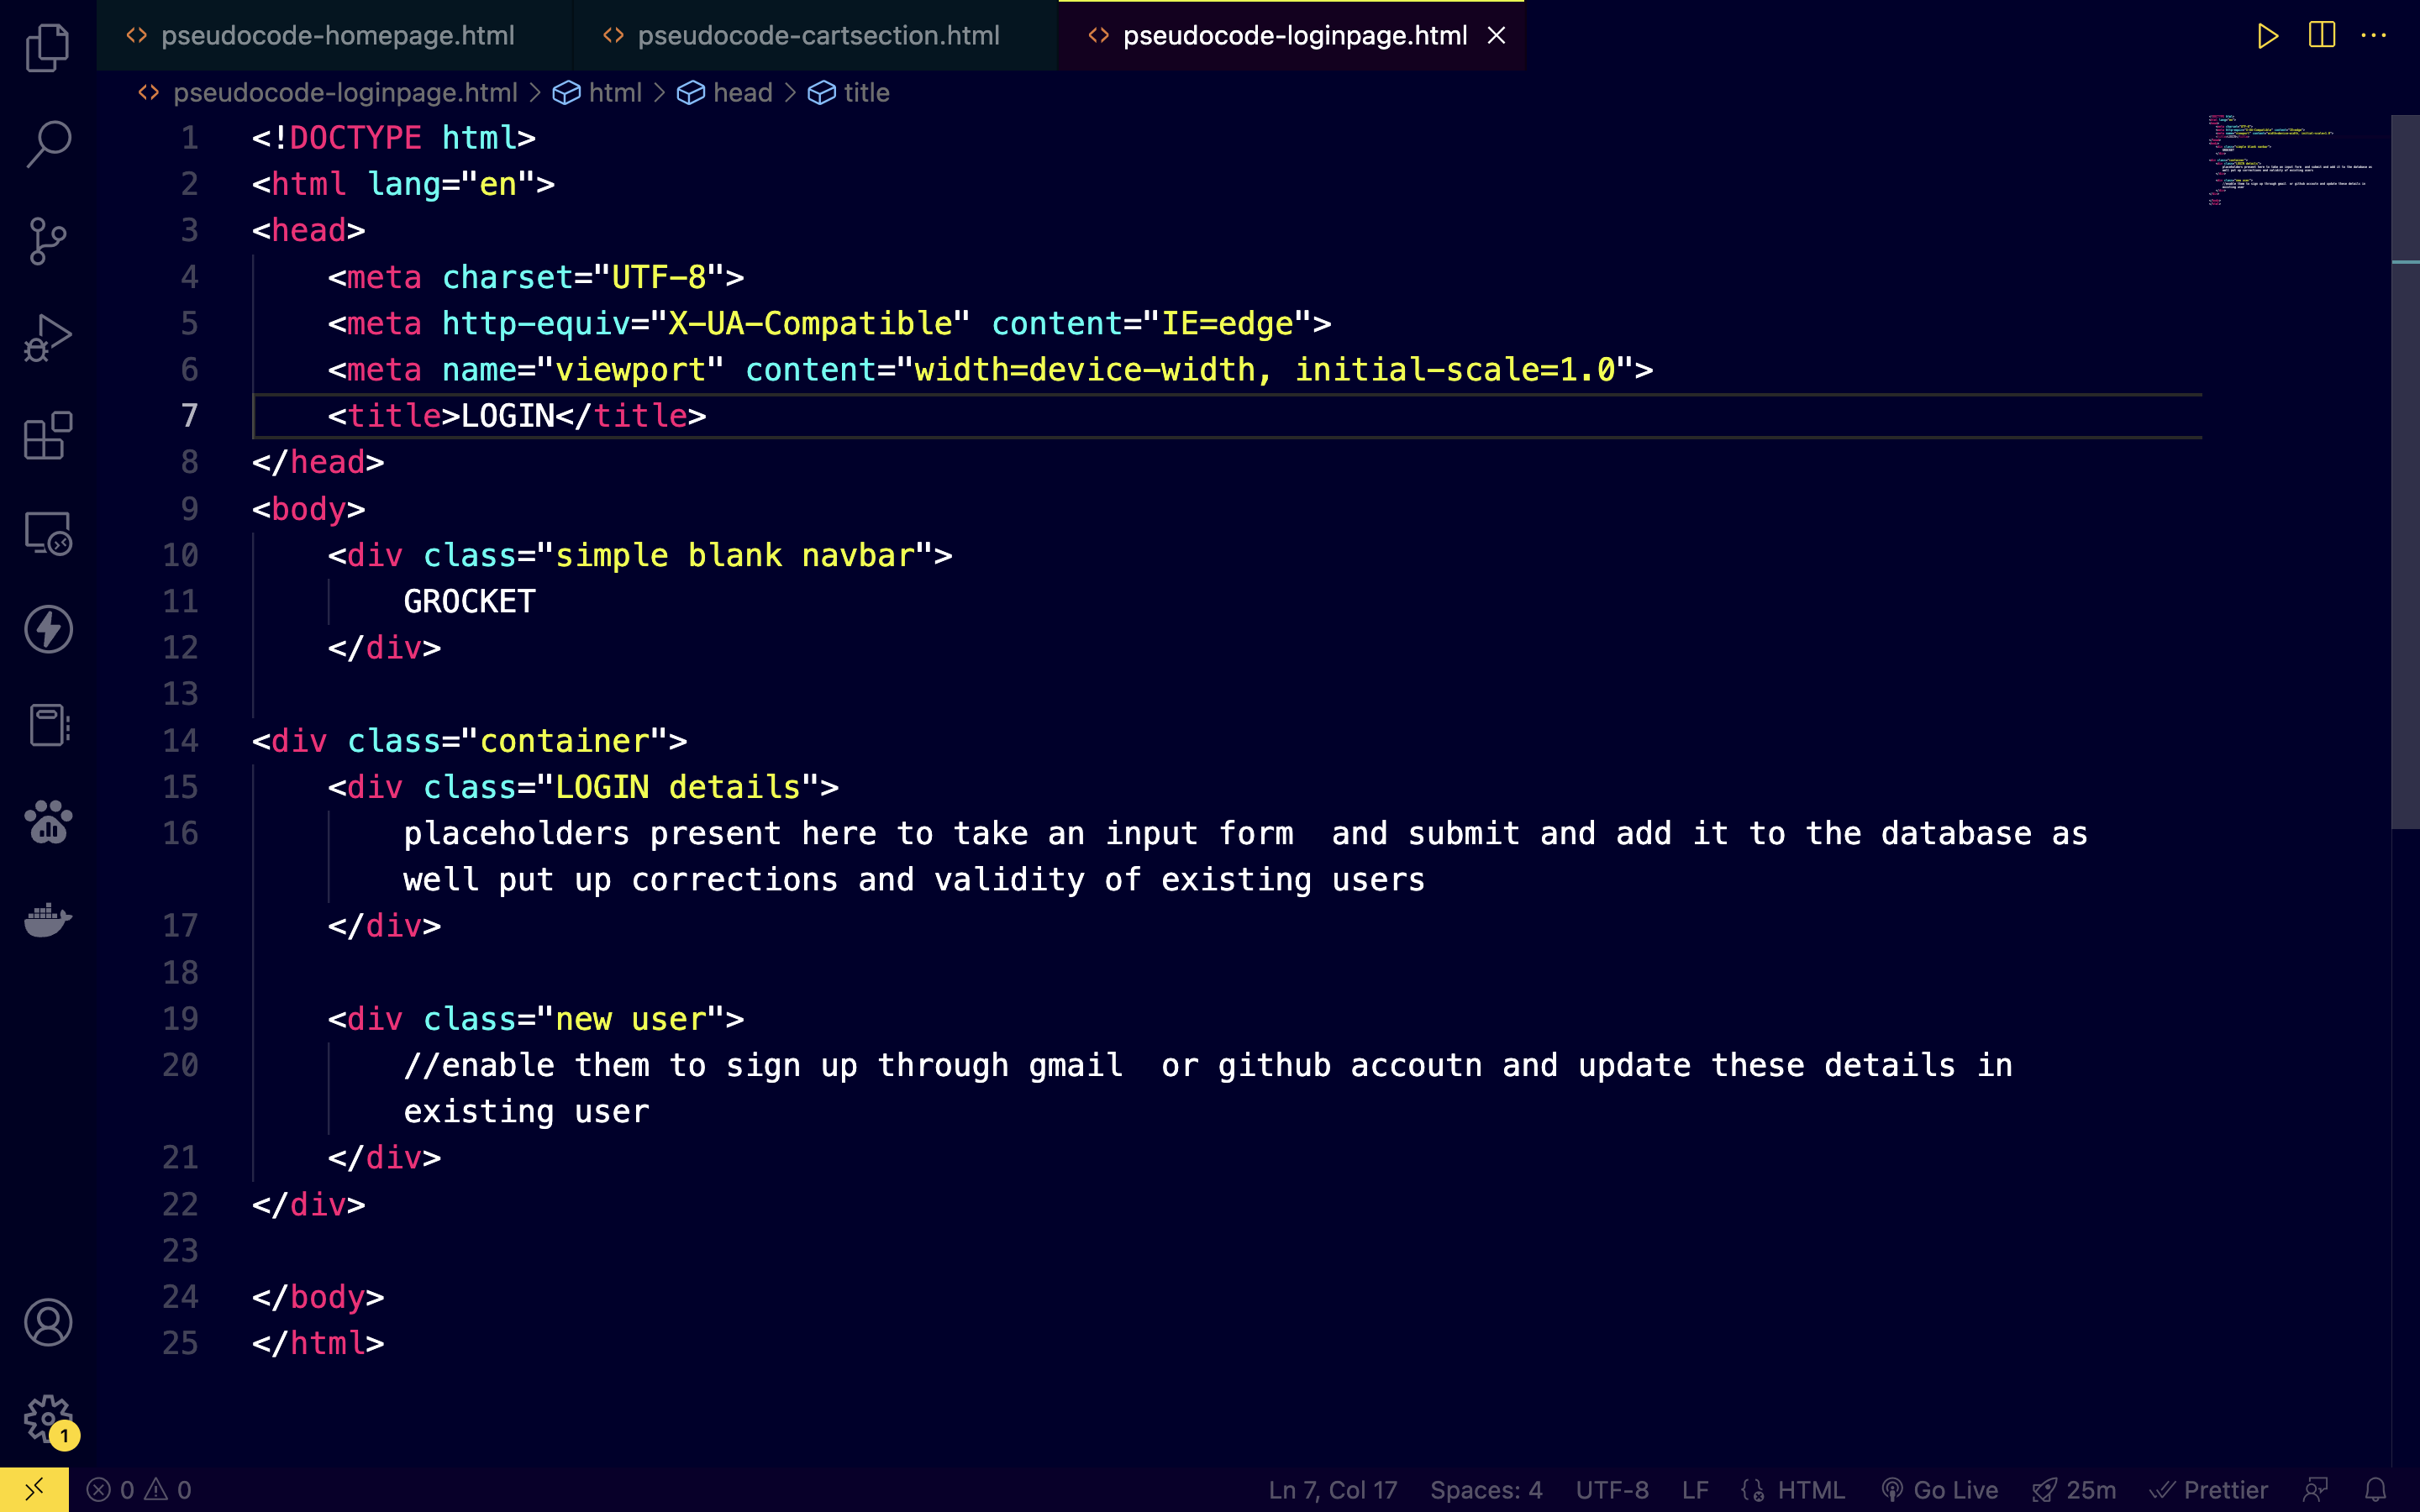 pseudocode-homepage.html
pseudocode-cartsection.html
pseudocode-loginpage.html
pseudocode-loginpage.html > html > head > title
1 <!DOCTYPE html>
2 <html lang="en">
3 <head>
4 <meta charset="UTF-8">
5 <meta http-equiv="X-UA-Compatible" content="IE=edge">
6 <meta name="viewport" content="width=device-width, initial-scale=1.0">
7 <title>LOGIN</title>
8 </head>
9 <body>
10 <div class="simple blank navbar">
11 GROCKET
12 </div>
13
14 <div class="container">
15 <div class="LOGIN details">
16 placeholders present here to take an input form  and submit and add it to the database as
well put up corrections and validity of existing users
17 </div>
18
19 <div class="new user">
20 //enable them to sign up through gmail  or github accoutn and update these details in
existing user
21 </div>
22 </div>
23
24 </body>
25 </html>
1
0 0 Ln 7, Col 17 Spaces: 4 UTF-8 LF HTML Go Live 25m Prettier